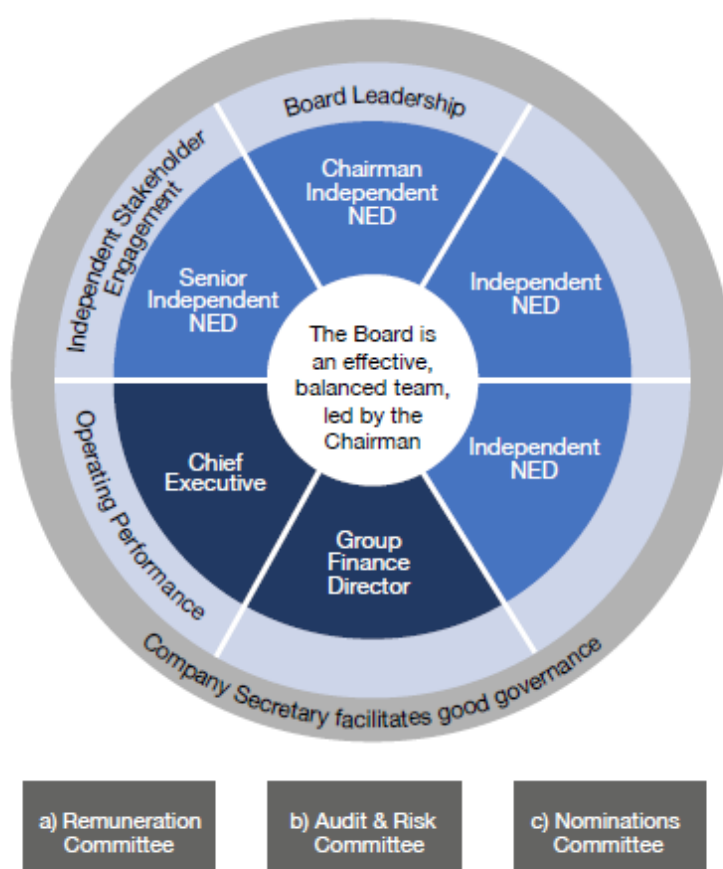 Board Leadership
Chairman
Independent
NED
Independent Stakeholder
Engagement
Senior
Independent
NED
Independent
NED
The Board is
an effective,
balanced team,
led by the
Chairman
Chief
Executive
Independent
NED
Operating Performance
Group
Finance
Director
Company Secretary facilitates good governance
a) Remuneration
Committee
b) Audit & Risk
Committee
c) Nominations
Committee